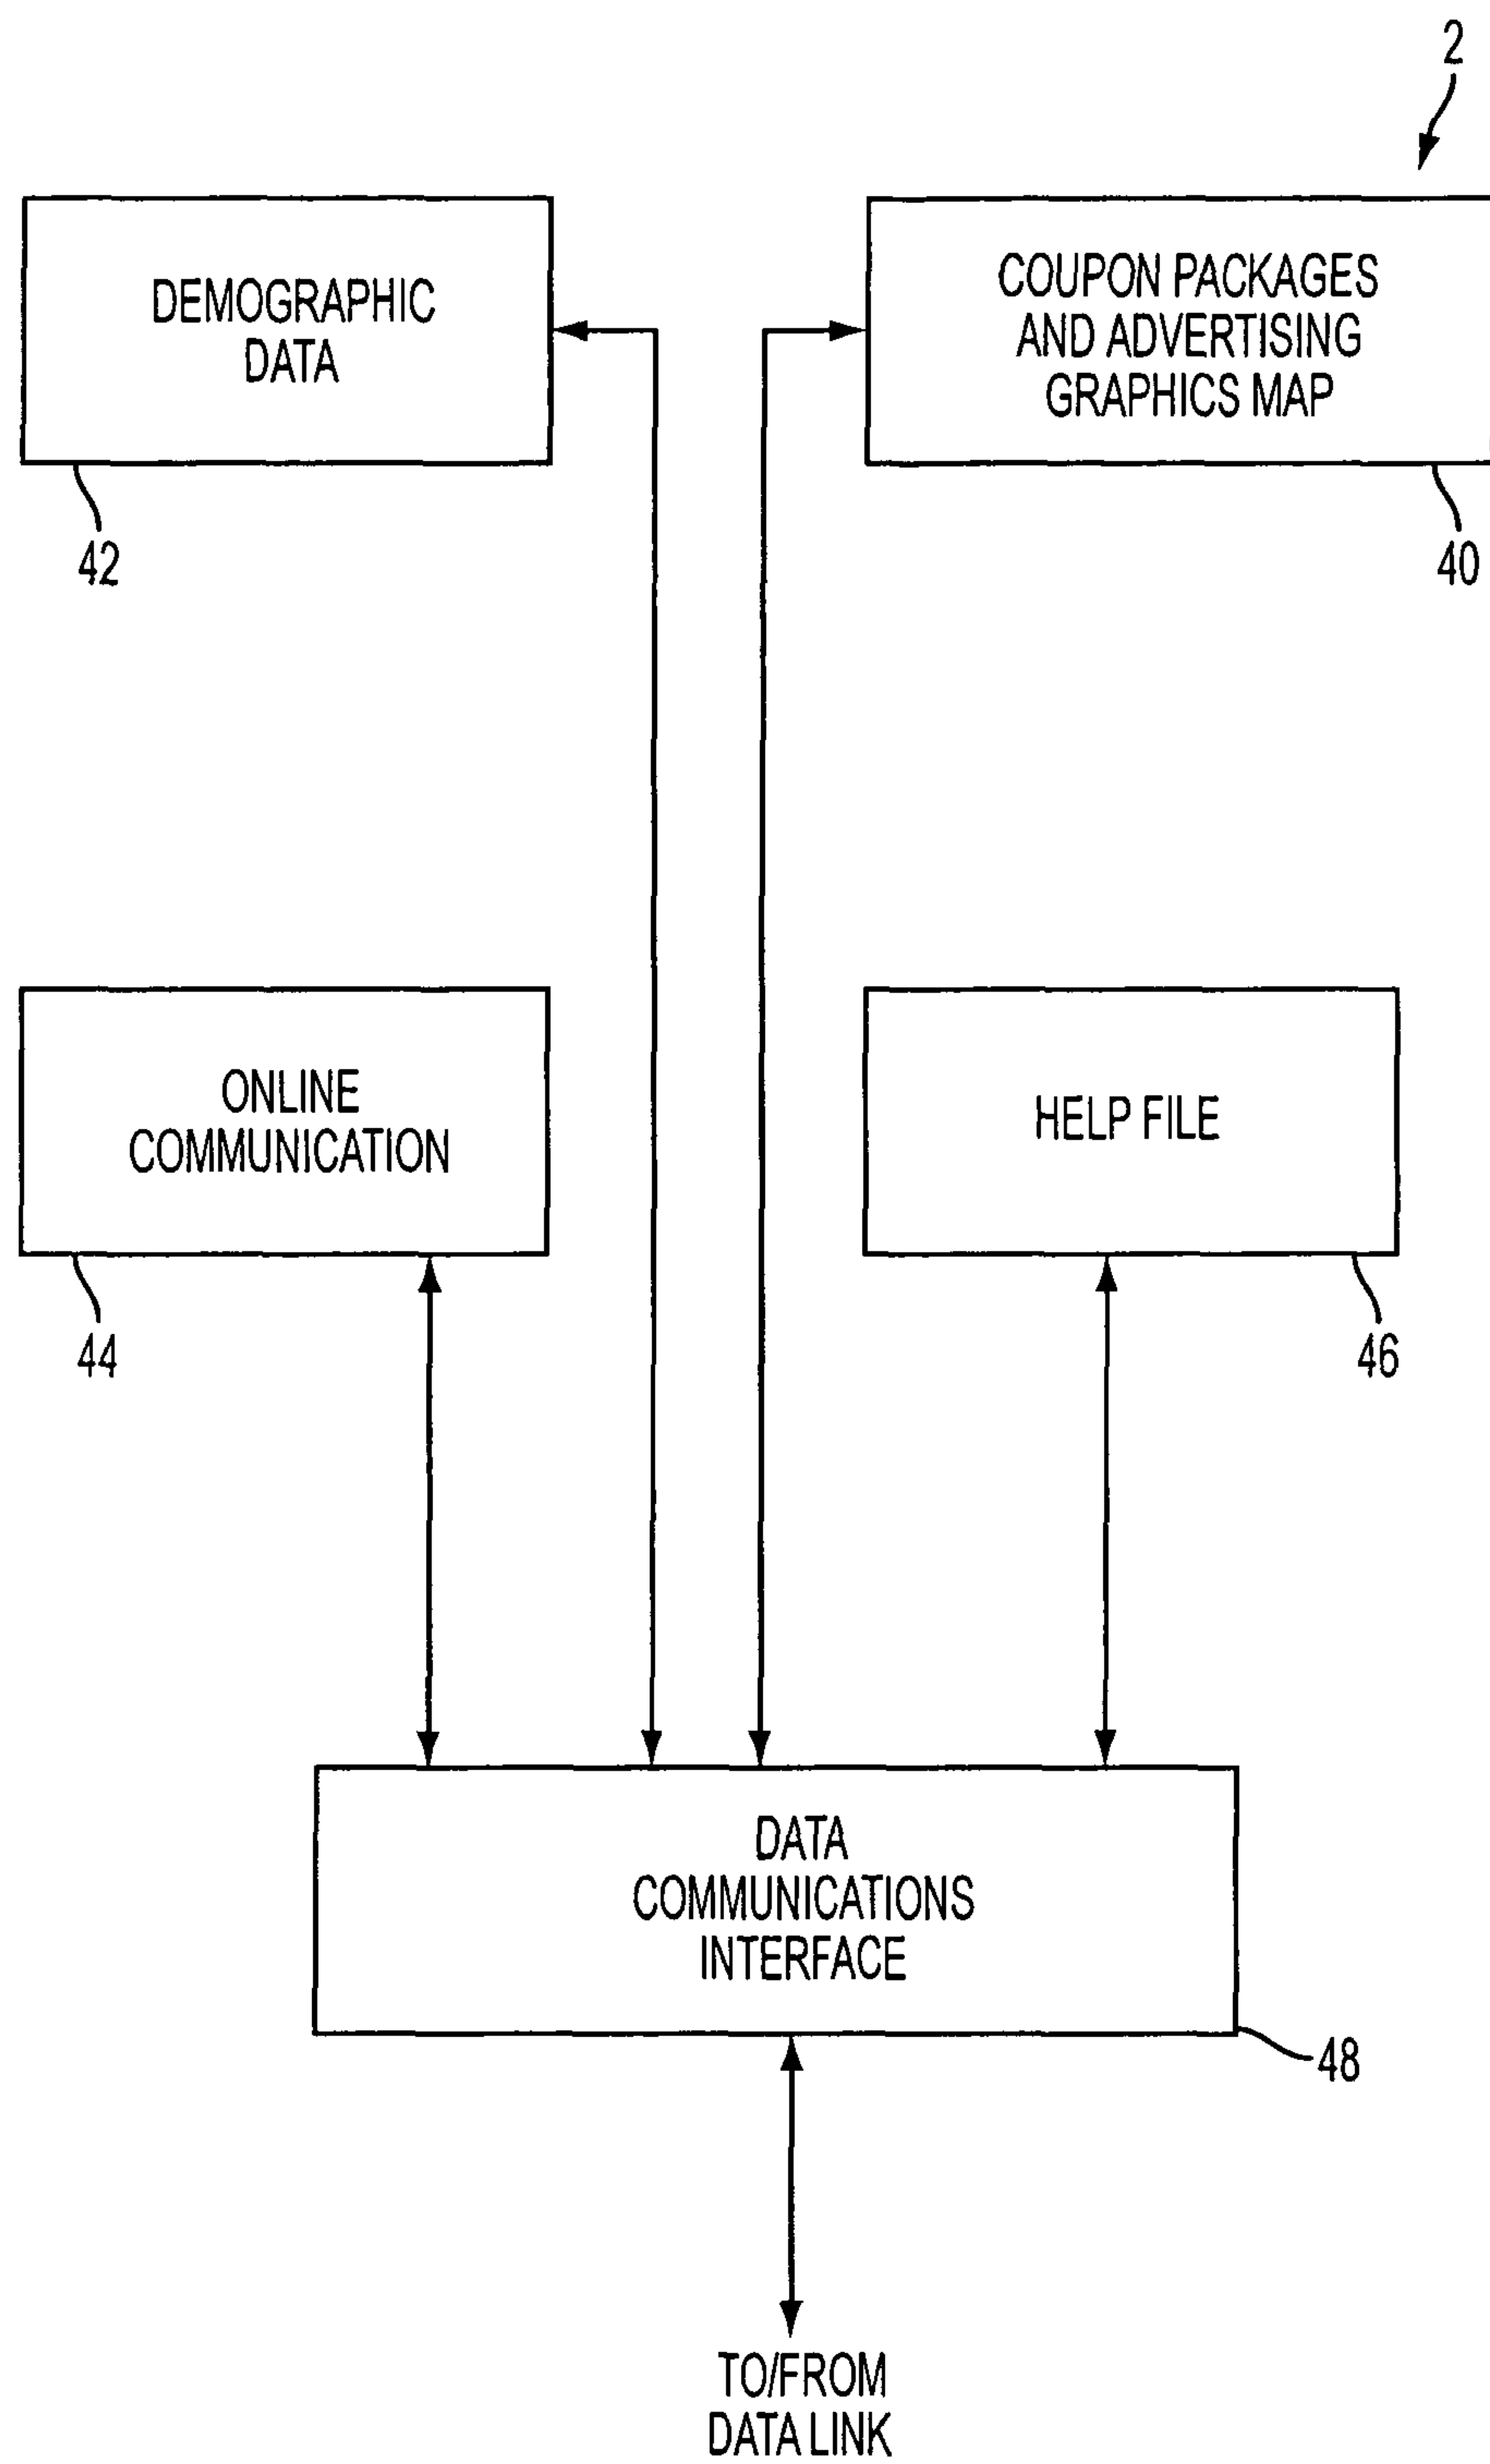 2
DEMOGRAPHIC
DATA
COUPON PACKAGES
AND ADVERTISING
GRAPHICS MAP
42
40
ONLINE
COMMUNICATION
HELP FILE
44
46
DATA
COMMUNICATIONS
INTERFACE
48
TO/FROM
DATA LINK